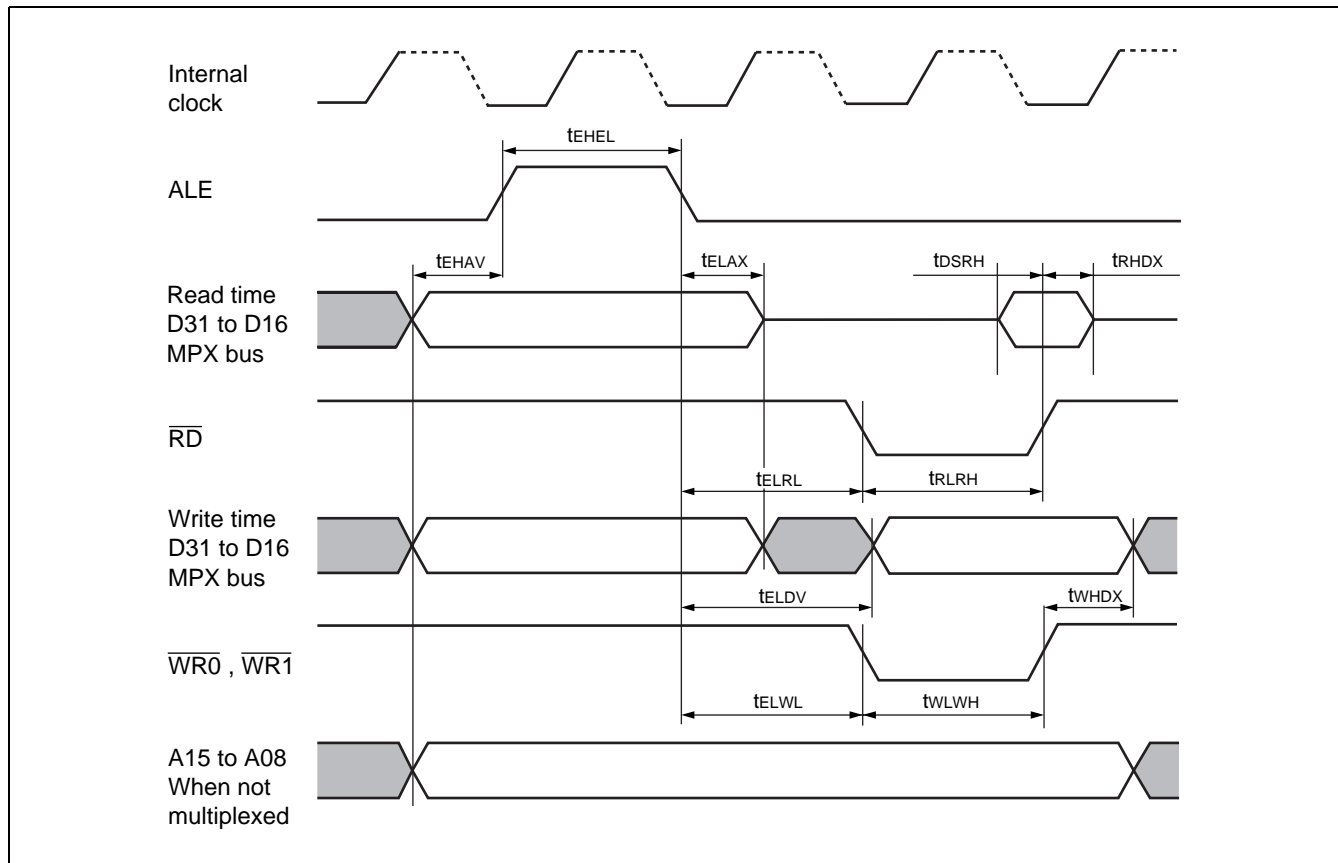 Internal
clock
tEHEL
ALE
tEHAV
tELAX
tDSRH
tRHDX
Read time
D31 to D16
MPX bus
RD
tELRL
tRLRH
Write time
D31 to D16
MPX bus
tELDV
tWHDX
WR0 , WR1
tELWL
tWLWH
A15 to A08
When not
multiplexed